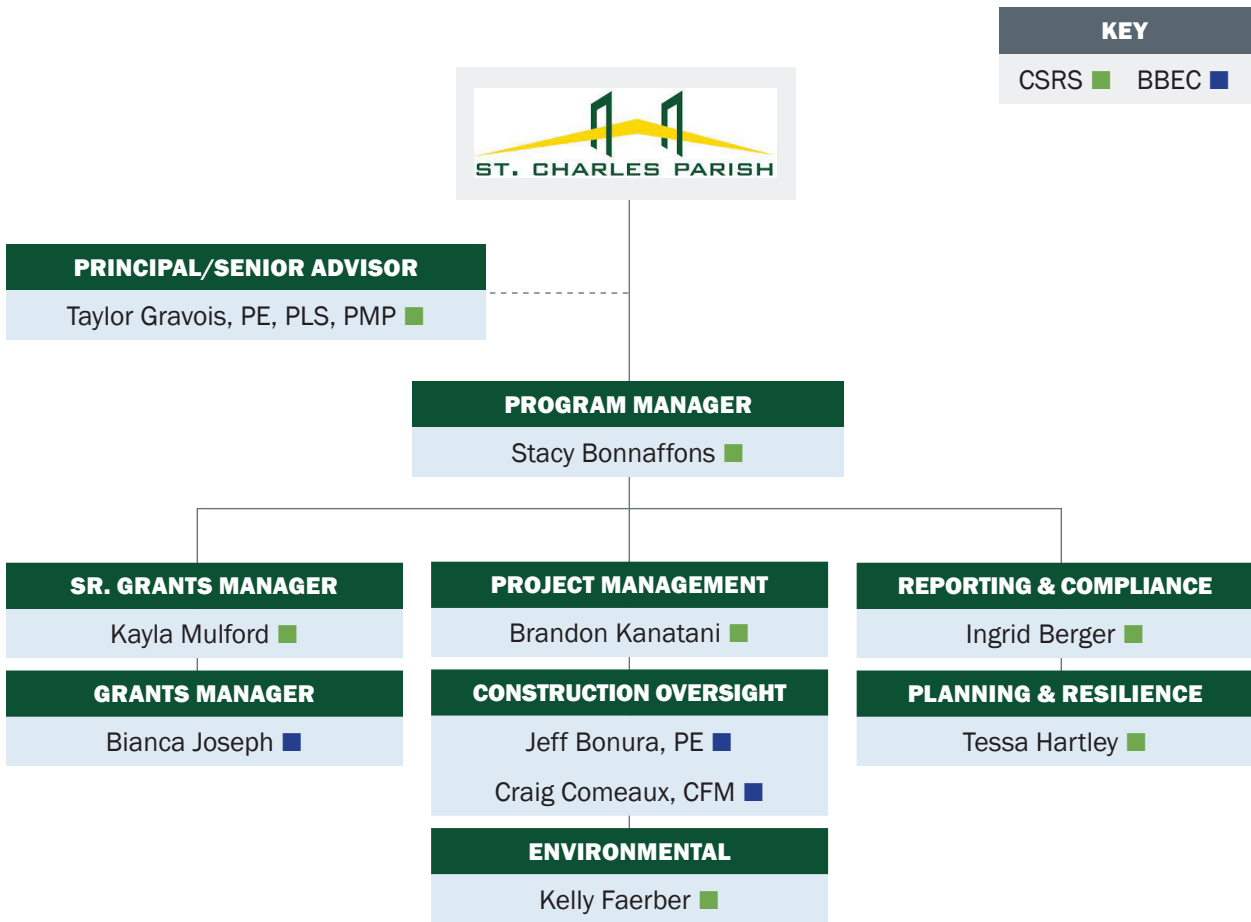 KEY
CSRS BBEC
ST. CHARLES PARISH
PRINCIPAL/SENIOR ADVISOR
Taylor Gravois, PE, PLS, PMP
PROGRAM MANAGER
Stacy Bonnaffons
SR. GRANTS MANAGER
Kayla Mulford
GRANTS MANAGER
Bianca Joseph
PROJECT MANAGEMENT
Brandon Kanatani
CONSTRUCTION OVERSIGHT
Jeff Bonura, PE
Craig Comeaux, CFM
ENVIRONMENTAL
Kelly Faerber
REPORTING & COMPLIANCE
Ingrid Berger
PLANNING & RESILIENCE
Tessa Hartley